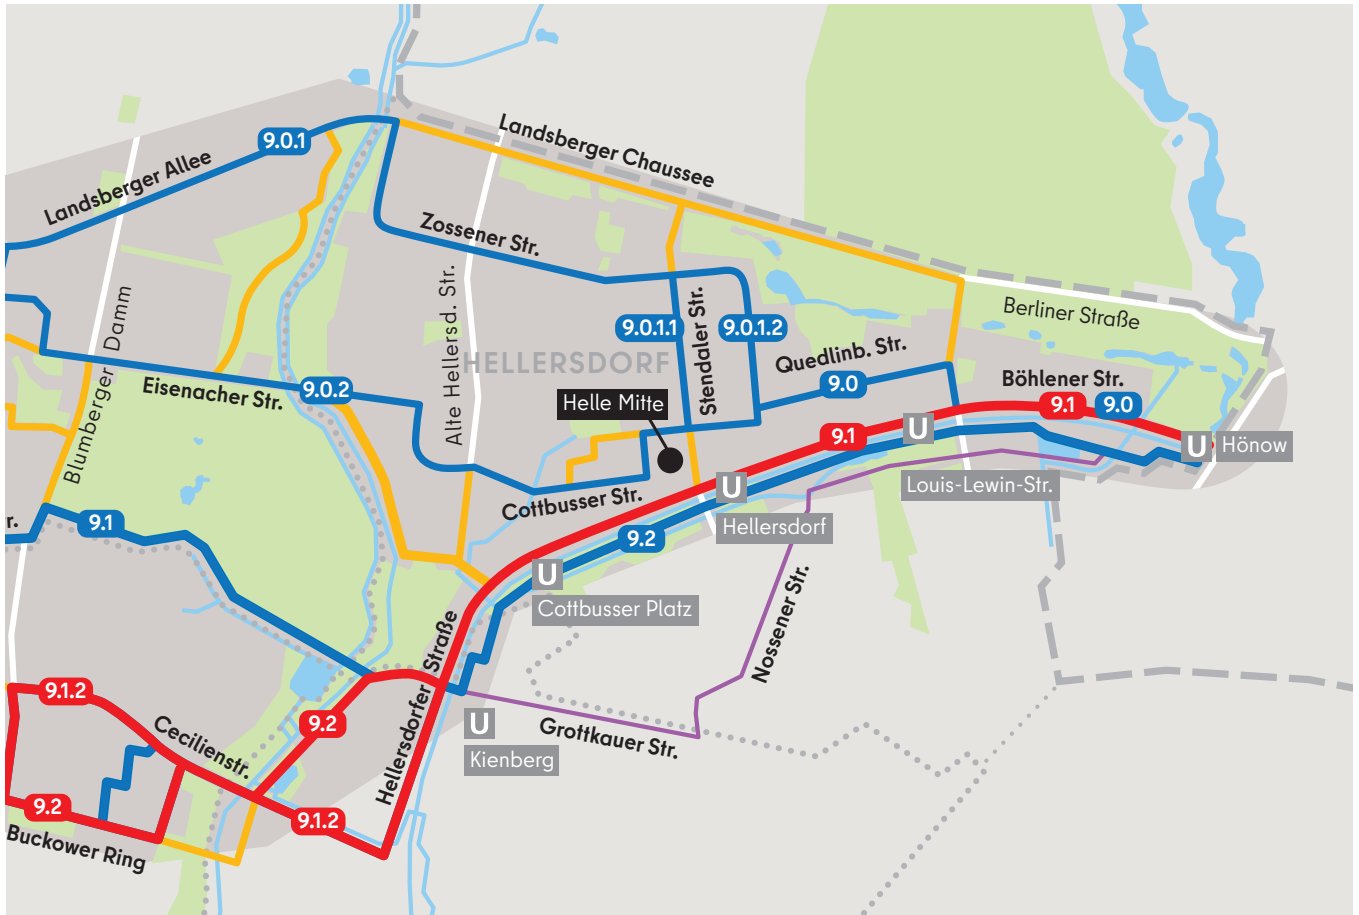 Landsberger Chaussee
9.0.1
Landsberger Allee
Zossener Str.
Blumberger Damm
Alte Hellersd. Str.
Berliner Straße
9.0.1.1
9.0.1.2
Stendaler Str.
Quedlinb. Str.
HELLERSDORF
Böhlener Str.
Eisenacher Str.
9.0.2
9.0
9.1
9.0
Helle Mitte
U
9.1
U
Hönow
Cottbusser Str.
U
Louis-Lewin-Str.
r.
9.1
Hellersdorf
9.2
U
Cottbusser Platz
Nossener Str.
Hellersdorfer Straße
9.1.2
9.2
U
Grottkauer Str.
Kienberg
Cecilienstr.
9.2
9.1.2
Buckower Ring